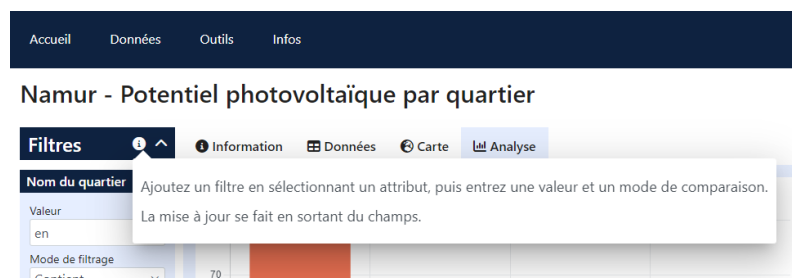 Accueil Données Outils Infos
Namur - Potentiel photovoltaïque par quartier
Filtres
Information Données Carte Analyse
Nom du quartier
Ajoutez un filtre en sélectionnant un attribut, puis entrez une valeur et un mode de comparaison.
La mise à jour se fait en sortant du champs.
Valeur
en
Mode de filtrage
Contient
70